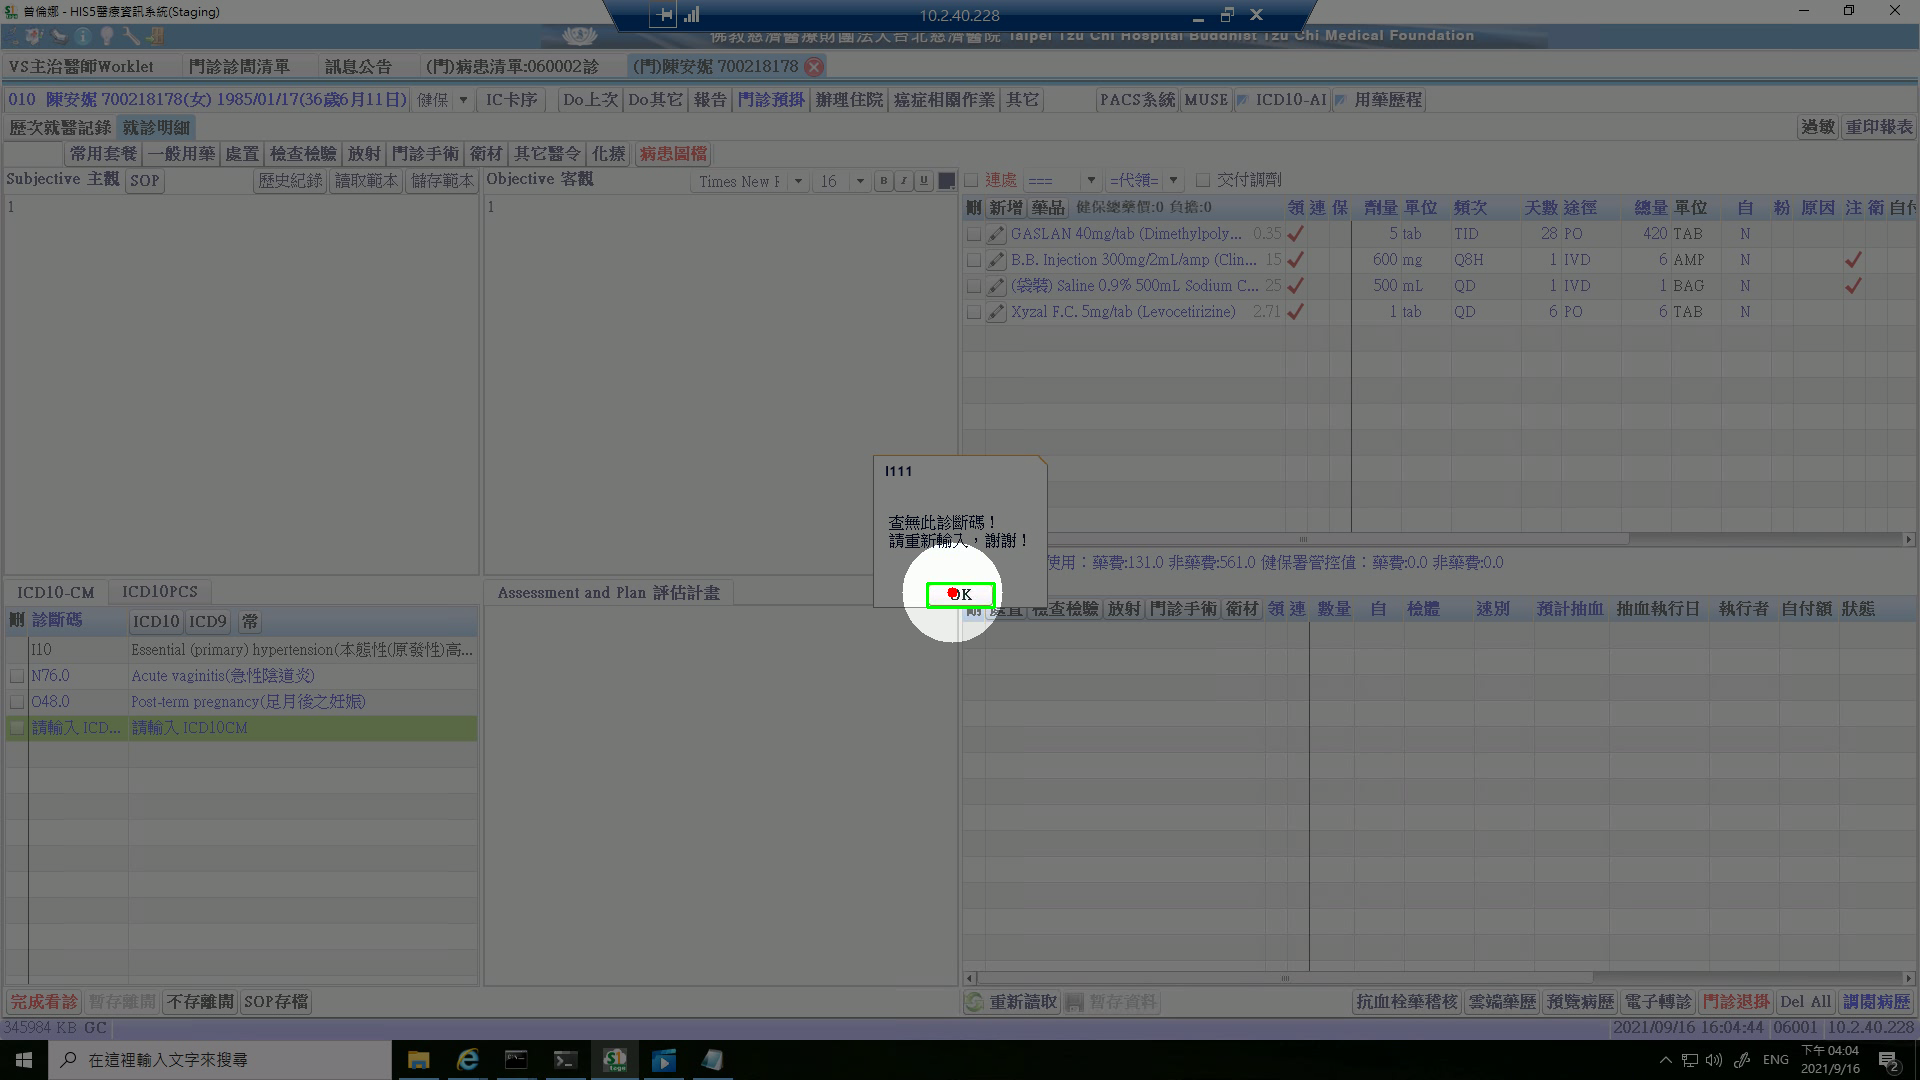 曾倫娜 - HIS5醫療資訊系統(Staging)
10.2.40.228
佛教慈濟醫療財團法人台北慈濟醫院 Taipei Tzu Chi Hospital Buddhist Tzu Chi Medical Foundation
VS主治醫師Worklet 門診診間清單 訊息公告 (門)病患清單:060002診 (門)陳安妮 700218178
010 陳安妮 700218178(女) 1985/01/17(36歲6月11日) 健保 IC卡序 Do上次 Do其它 報告 門診預掛 辦理住院 癌症相關作業 其它 PACS系統 MUSE ICD10-AI 用藥歷程
歷次就醫記錄 就診明細 過敏 重印報表
常用套餐 一般用藥 處置 檢查檢驗 放射 門診手術 衛材 其它醫令 化療 病患圖檔
Subjective 主觀 SOP 歷史紀錄 讀取範本 儲存範本 Objective 客觀 Times New F 16 B I U 連處 === =代領= 交付調劑
1 1
刪 新增 藥品 健保總藥價:0 負擔:0 領 連 保 劑量 單位 頻次 天數 途徑 總量 單位 自 粉 原因 注 衛 自付
GASLAN 40mg/tab (Dimethylpoly... 0.35 5 tab TID 28 PO 420 TAB N
B.B. Injection 300mg/2mL/amp (Clin... 15 600 mg Q8H 1 IVD 6 AMP N
(袋裝) Saline 0.9% 500mL Sodium C... 25 500 mL QD 1 IVD 1 BAG N
Xyzal F.C. 5mg/tab (Levocetirizine) 2.71 1 tab QD 6 PO 6 TAB N
I111
查無此診斷碼！
請重新輸入，謝謝！
OK
使用：藥費:131.0 非藥費:561.0 健保署管控值：藥費:0.0 非藥費:0.0
ICD10-CM ICD10PCS Assessment and Plan 評估計畫
刪 處置 檢查檢驗 放射 門診手術 衛材 領 連 數量 自 檢體 速別 預計抽血 抽血執行日 執行者 自付額 狀態
刪 診斷碼 ICD10 ICD9 常
I10 Essential (primary) hypertension(本態性(原發性)高...
N76.0 Acute vaginitis(急性陰道炎)
O48.0 Post-term pregnancy(足月後之妊娠)
請輸入 ICD... 請輸入 ICD10CM
完成看診 暫存離開 不存離開 SOP存檔 重新讀取 暫存資料 抗血栓藥稽核 雲端藥歷 預覽病歷 電子轉診 門診退掛 Del All 調閱病歷
345984 KB GC 2021/09/16 16:04:44 06001 10.2.40.228
在這裡輸入文字來搜尋 ENG 下午 04:04
2021/9/16 2